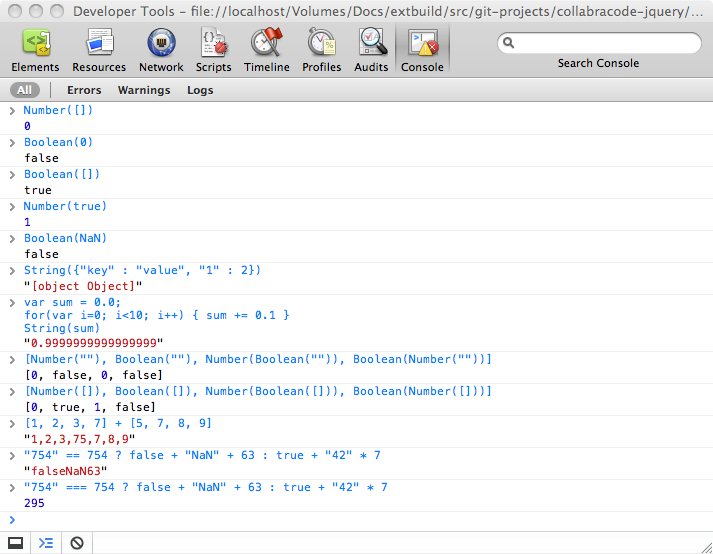 Developer Tools – file://localhost/Volumes/Docs/extbuild/src/git-projects/collabracode-jquery/...
Elements Resources Network Scripts Timeline Profiles Audits Console Search Console
All Errors Warnings Logs
> Number([])
0
> Boolean(0)
false
> Boolean([])
true
> Number(true)
1
> Boolean(NaN)
false
> String({"key" : "value", "1" : 2})
"[object Object]"
> var sum = 0.0;
for(var i=0; i<10; i++) { sum += 0.1 }
String(sum)
"0.9999999999999999"
> [Number(""), Boolean(""), Number(Boolean("")), Boolean(Number(""))]
[0, false, 0, false]
> [Number([]), Boolean([]), Number(Boolean([])), Boolean(Number([]))]
[0, true, 1, false]
> [1, 2, 3, 7] + [5, 7, 8, 9]
"1,2,3,75,7,8,9"
> "754" == 754 ? false + "NaN" + 63 : true + "42" * 7
"falseNaN63"
> "754" === 754 ? false + "NaN" + 63 : true + "42" * 7
295
>